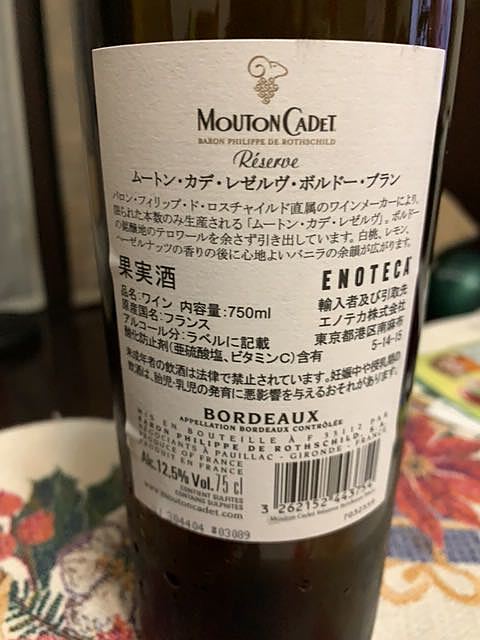 MOUTON CADET
BARON PHILIPPE DE ROTHSCHILD
Réserve
ムートン・カデ・レゼルヴ・ボルドー・ブラン
バロン・フィリップ・ド・ロスチャイルド直属のワインメーカーにより、
限られた本数のみ生産される「ムートン・カデ・レゼルヴ」。ボルドー
の銘醸地のテロワールを余さず引き出しています。白桃、レモン、
ヘーゼルナッツの香りの後に心地よいバニラの余韻が広がります。
果実酒
ENOTECA
品名:ワイン 内容量:750ml
原産国名:フランス
アルコール分:ラベルに記載
酸化防止剤(亜硫酸塩、ビタミンC)含有
輸入者及び引取先
エノテカ株式会社
東京都港区南麻布
5-14-15
未成年者の飲酒は法律で禁止されています。妊娠中や授乳期の
飲酒は、胎児・乳児の発育に悪影響を与えるおそれがあります。
BORDEAUX
APPELLATION BORDEAUX CONTRÔLÉE
MIS EN BOUTEILLE À F 33112 PAR
BARON PHILIPPE DE ROTHSCHILD, S.A.
NÉGOCIANTS À PAUILLAC - GIRONDE - FRANCE
PRODUCE OF FRANCE
PRODUIT EN FRANCE
Alc. 12,5% Vol. 75 cl
CONTIENT SULFITES
CONTAINS SULPHITES
www.moutoncadet.com
3 262152 443754
304404 #03089